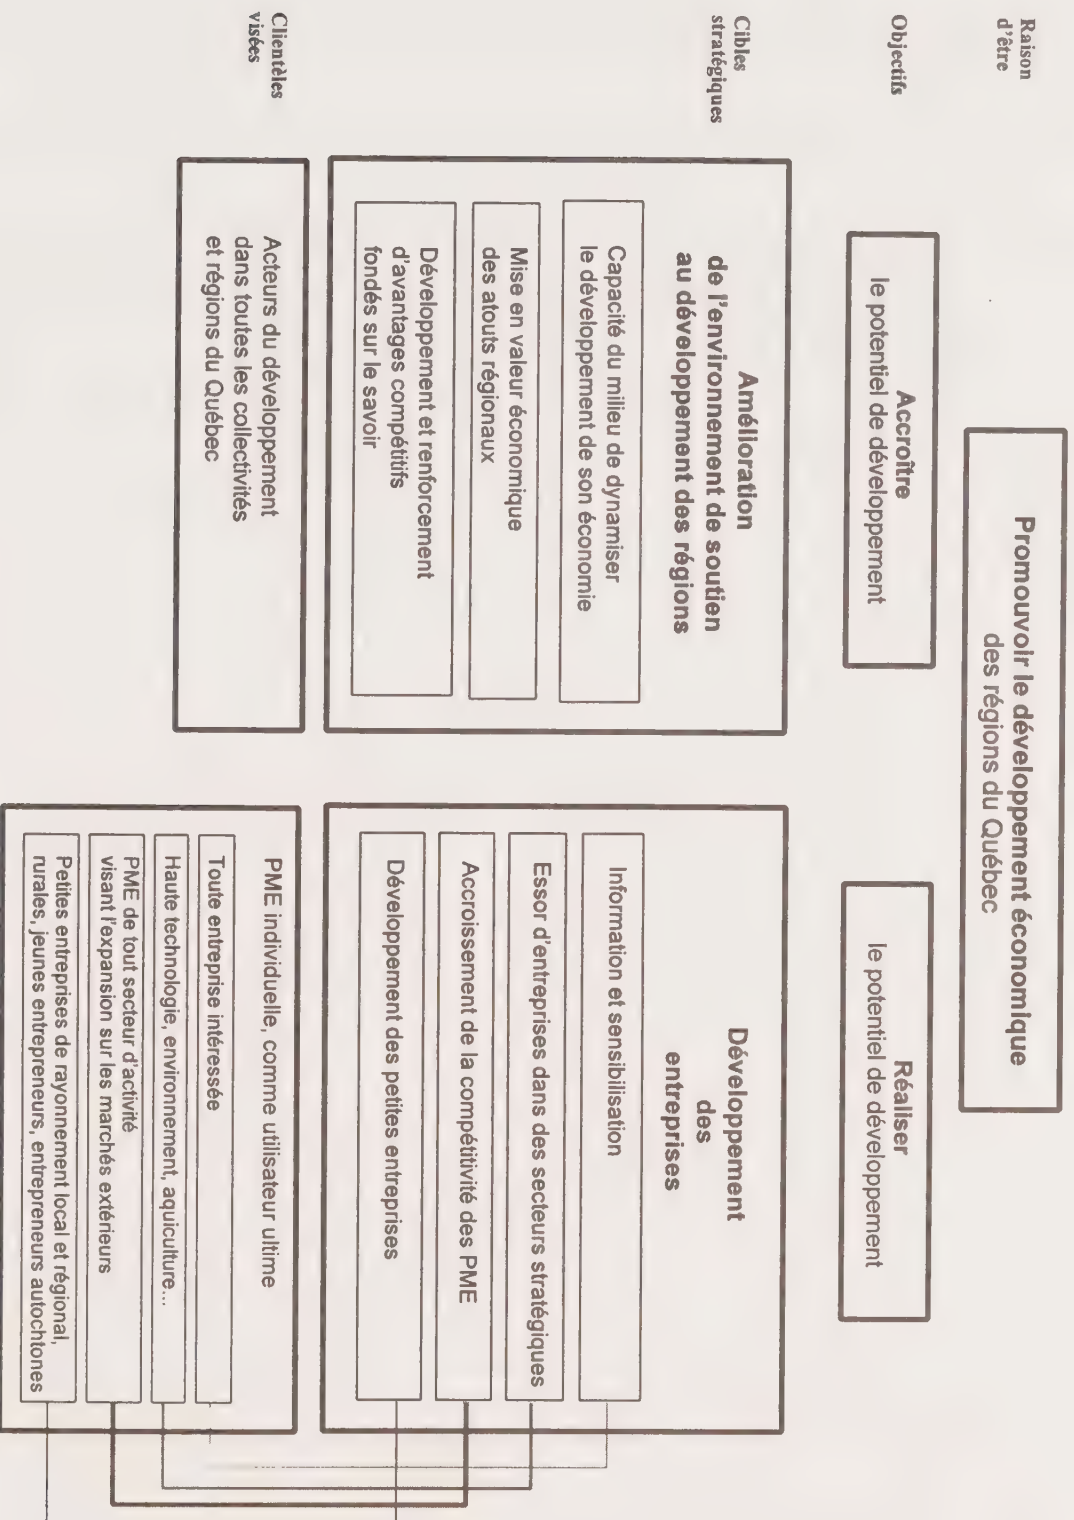 Raison
d'être
Promouvoir le développement économique
des régions du Québec
Objectifs
Accroître
le potentiel de développement
Réaliser
le potentiel de développement
Cibles
stratégiques
Amélioration
de l'environnement de soutien
au développement des régions
Capacité du milieu de dynamiser
le développement de son économie
Mise en valeur économique
des atouts régionaux
Développement et renforcement
d'avantages compétitifs
fondés sur le savoir
Développement
des
entreprises
Information et sensibilisation
Essor d'entreprises dans des secteurs stratégiques
Accroissement de la compétitivité des PME
Développement des petites entreprises
Clientèles
visées
Acteurs du développement
dans toutes les collectivités
et régions du Québec
PME individuelle, comme utilisateur ultime
Toute entreprise intéressée
Haute technologie, environnement, aquiculture...
PME de tout secteur d'activité
visant l'expansion sur les marchés extérieurs
Petites entreprises de rayonnement local et régional,
rurales, jeunes entrepreneurs, entrepreneurs autochtones